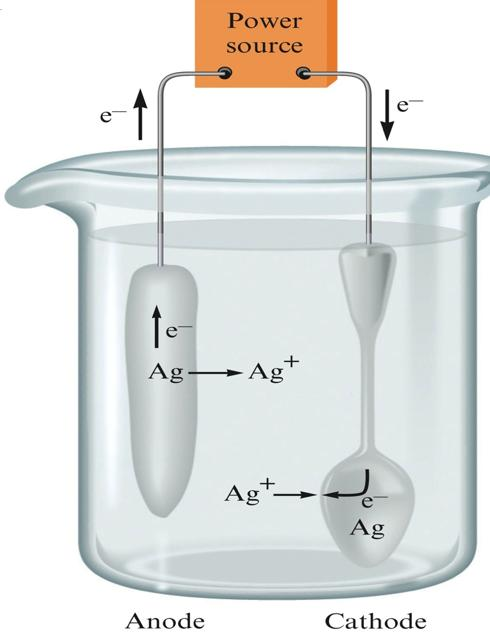 Power
source
e⁻
e⁻
e⁻
Ag → Ag⁺
Ag⁺ →
e⁻
Ag
Anode
Cathode